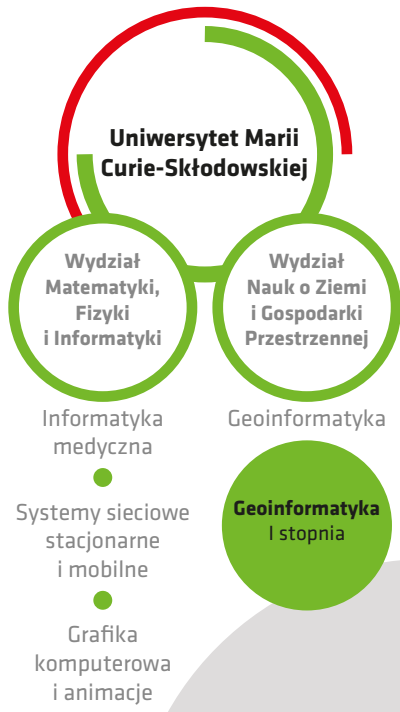 Uniwersytet Marii
Curie-Skłodowskiej
Wydział
Matematyki,
Fizyki
i Informatyki
Wydział
Nauk o Ziemi
i Gospodarki
Przestrzennej
Informatyka
medyczna
Systemy sieciowe
stacjonarne
i mobilne
Grafika
komputerowa
i animacje
Geoinformatyka
Geoinformatyka
I stopnia